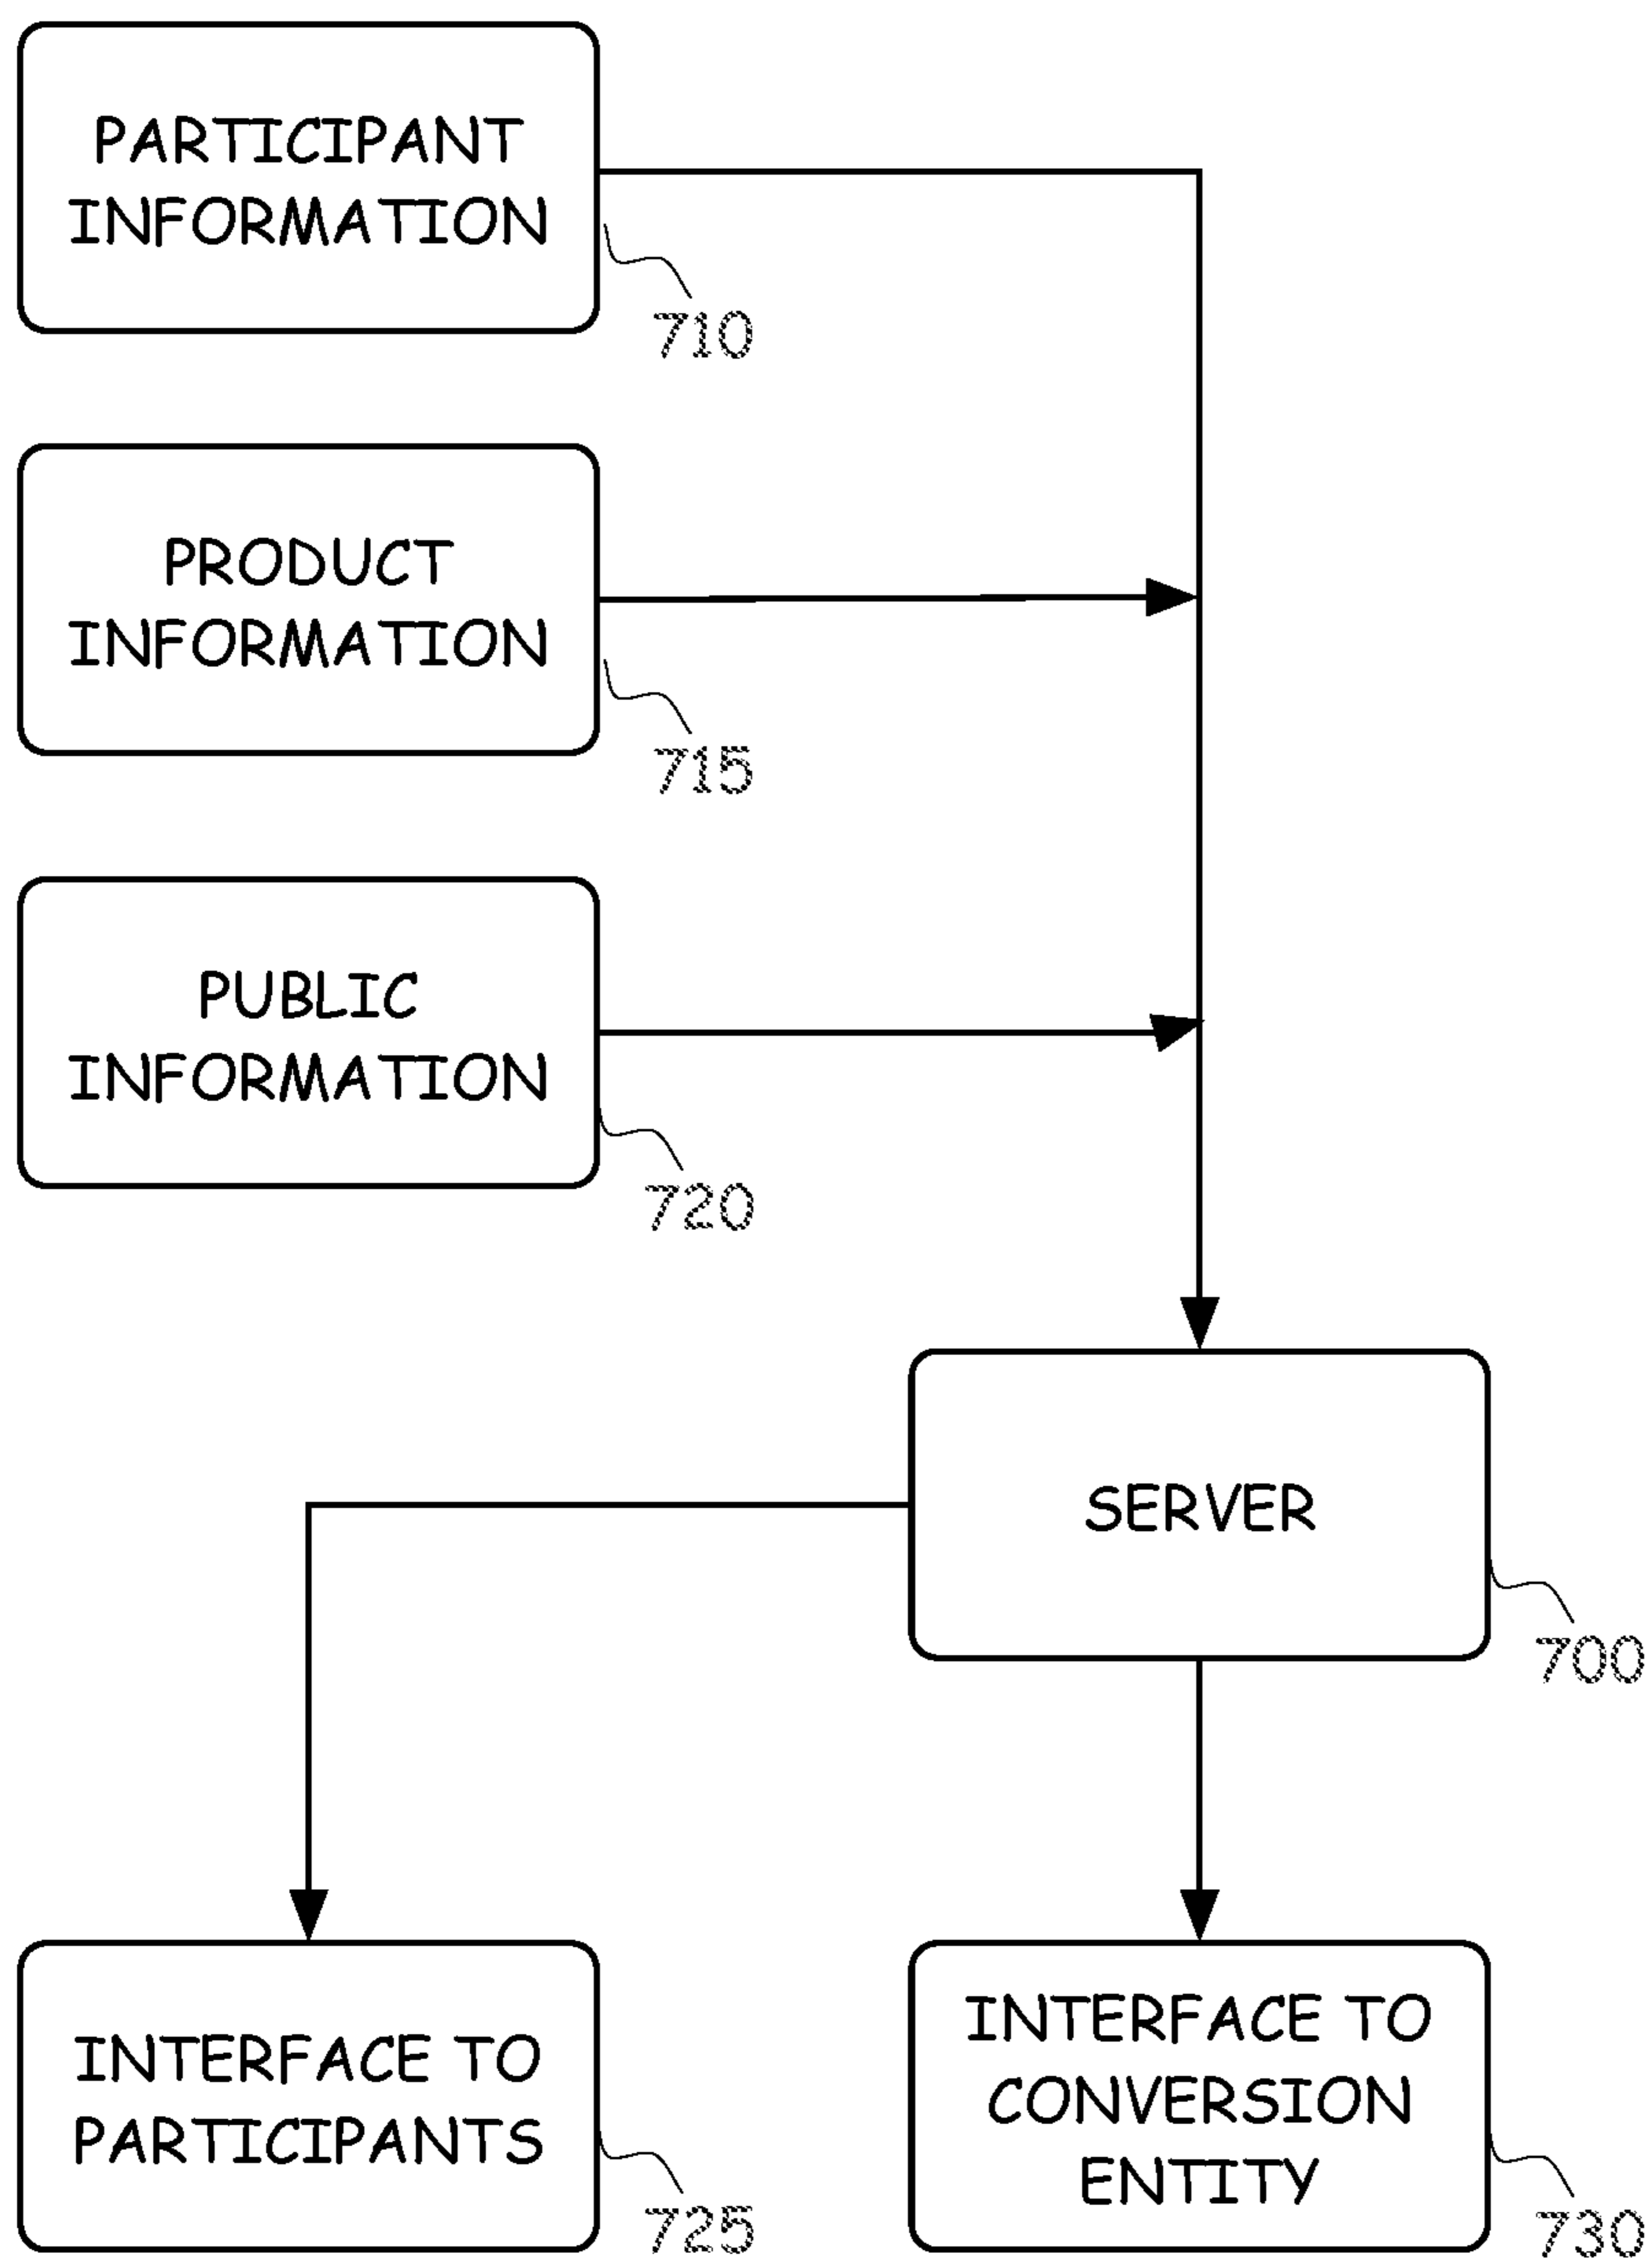 PARTICIPANT
INFORMATION
710
PRODUCT
INFORMATION
715
PUBLIC
INFORMATION
720
SERVER
700
INTERFACE TO
PARTICIPANTS
725
INTERFACE TO
CONVERSION
ENTITY
730